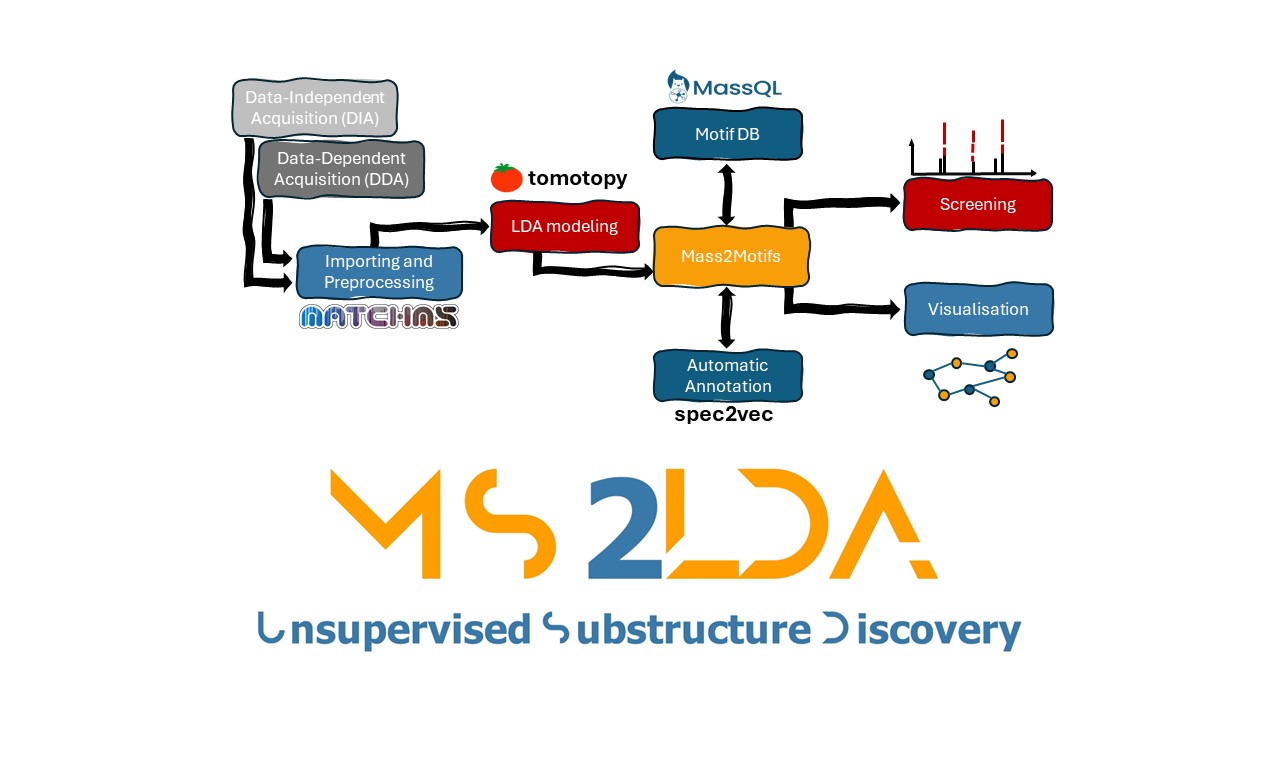 Data-Independent
Acquisition (DIA)
Data-Dependent
Acquisition (DDA)
Importing and
Preprocessing
MATCHMS
tomotopy
LDA modeling
MassQL
Motif DB
Mass2Motifs
Automatic
Annotation
spec2vec
Screening
Visualisation
MS2LDA
Unsupervised Substructure Discovery